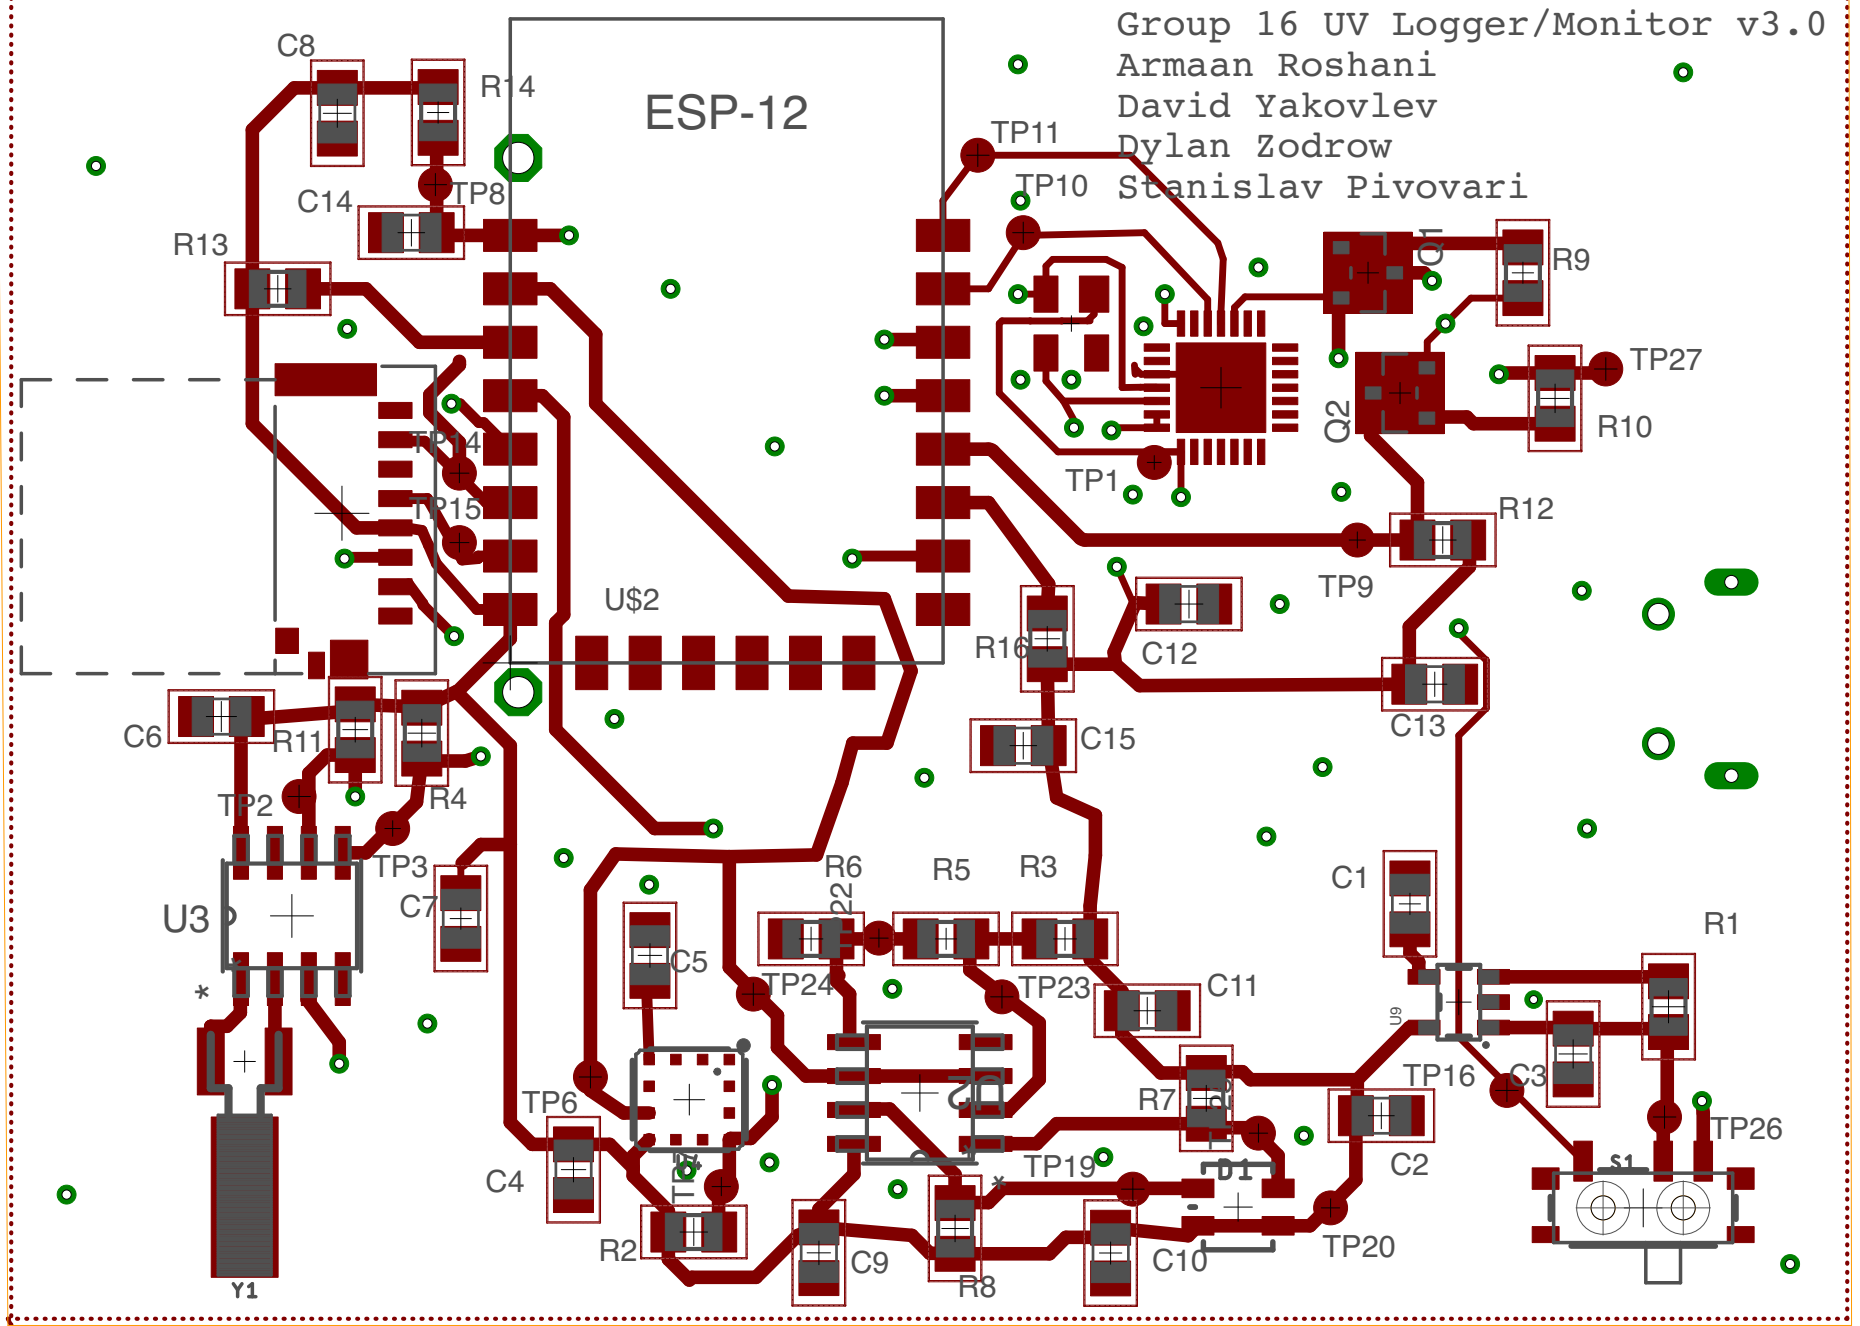 Group 16 UV Logger/Monitor v3.0
Armaan Roshani
David Yakovlev
Dylan Zodrow
Stanislav Pivovari
C8
R14
ESP-12
TP11
TP10
C14
TP8
R13
Q1
R9
TP27
TP14
Q2
R10
TP1
TP15
R12
TP9
U$2
R16
C12
C6
R11
C15
C13
TP2
R4
TP3
R6
R5
R3
C1
U3
C7
R1
C5
TP24
TP23
C11
*
U9
TP16
C3
TP6
R7
TP26
C4
TP19
D1
C2
S1
*
R2
C9
R8
C10
TP20
Y1